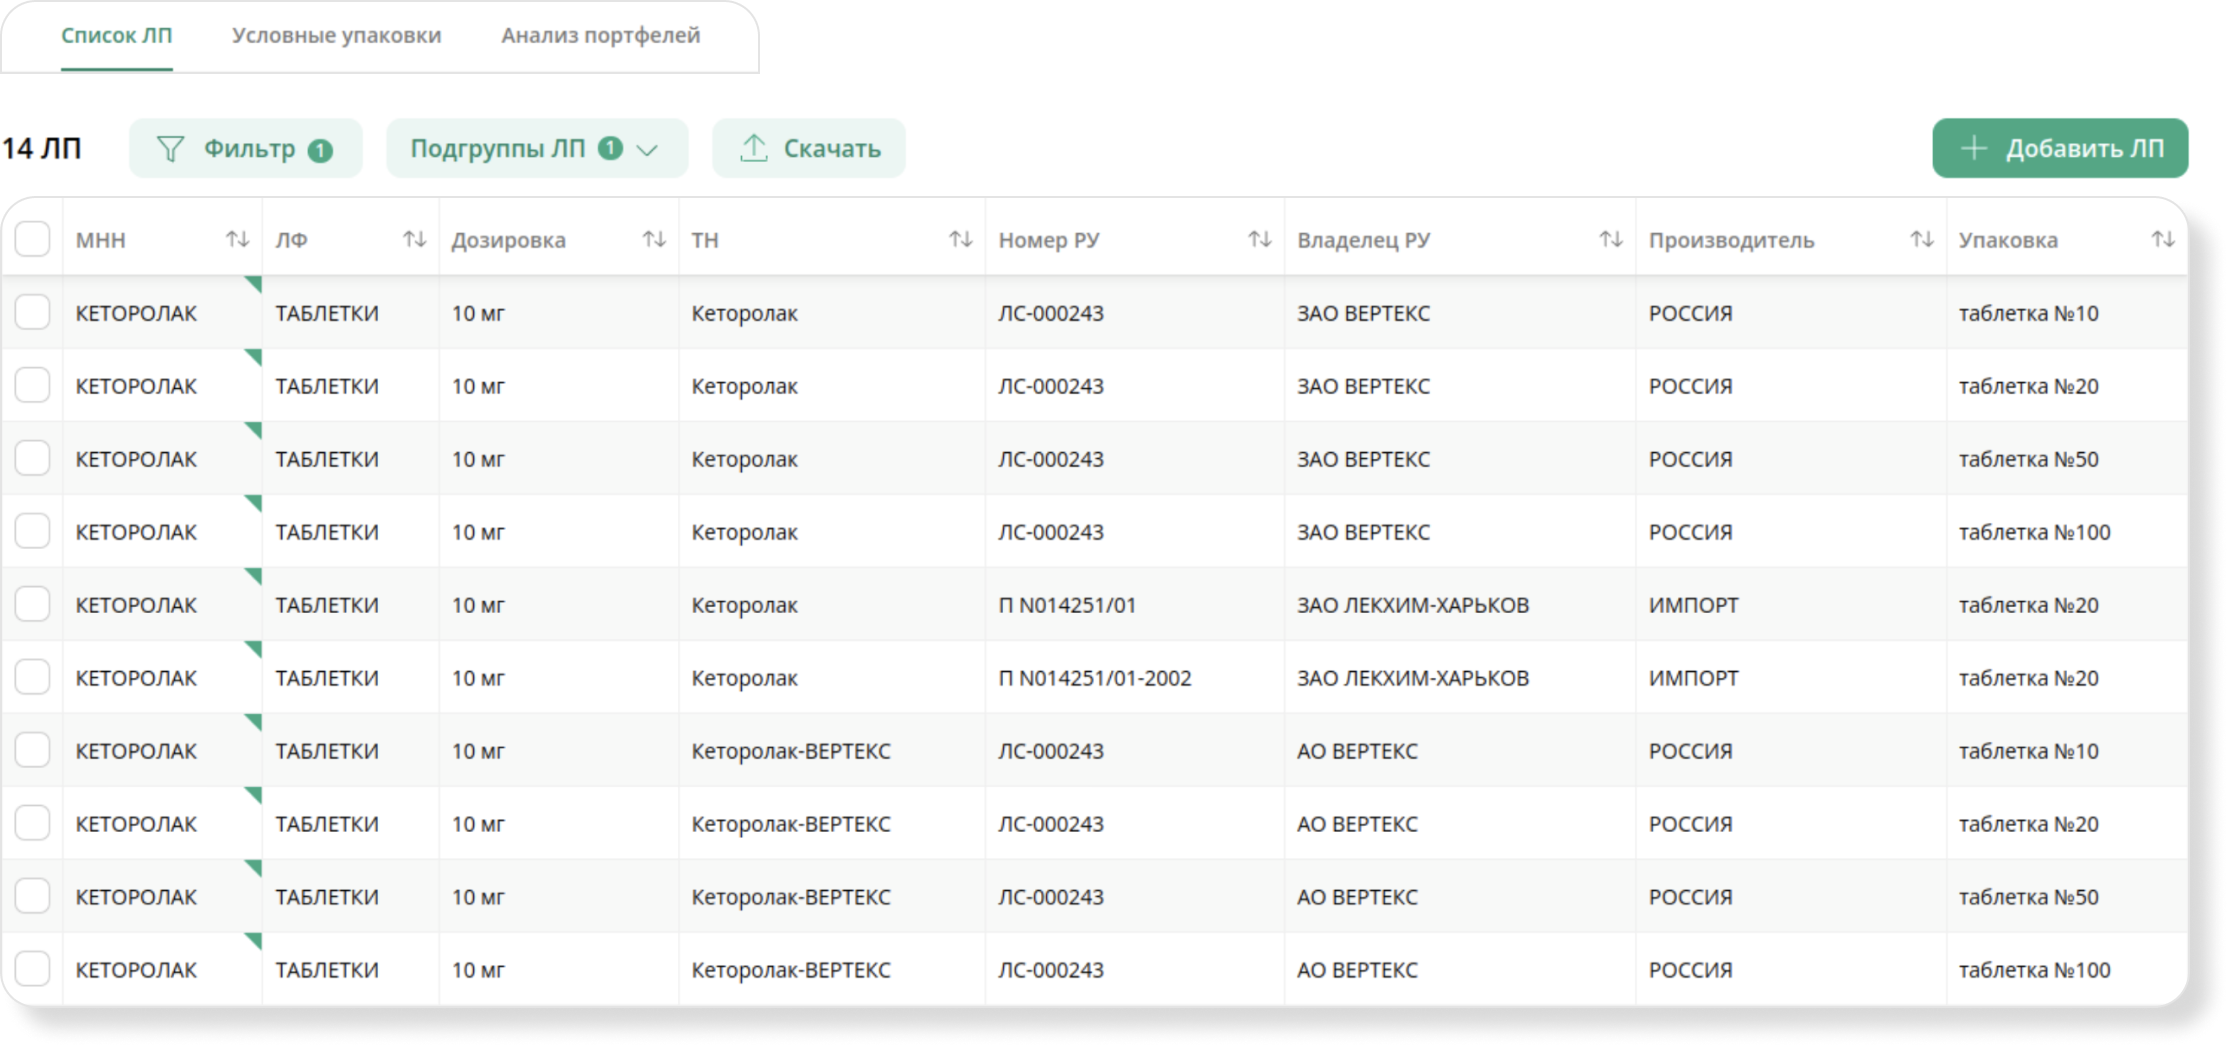 Список ЛП Условные упаковки Анализ портфелей
14 ЛП Фильтр 1 Подгруппы ЛП 1 Скачать Добавить ЛП
МНН ЛФ Дозировка ТН Номер РУ Владелец РУ Производитель Упаковка
КЕТОРОЛАК ТАБЛЕТКИ 10 мг Кеторолак ЛС-000243 ЗАО ВЕРТЕКС РОССИЯ таблетка №10
КЕТОРОЛАК ТАБЛЕТКИ 10 мг Кеторолак ЛС-000243 ЗАО ВЕРТЕКС РОССИЯ таблетка №20
КЕТОРОЛАК ТАБЛЕТКИ 10 мг Кеторолак ЛС-000243 ЗАО ВЕРТЕКС РОССИЯ таблетка №50
КЕТОРОЛАК ТАБЛЕТКИ 10 мг Кеторолак ЛС-000243 ЗАО ВЕРТЕКС РОССИЯ таблетка №100
КЕТОРОЛАК ТАБЛЕТКИ 10 мг Кеторолак П N014251/01 ЗАО ЛЕКХИМ-ХАРЬКОВ ИМПОРТ таблетка №20
КЕТОРОЛАК ТАБЛЕТКИ 10 мг Кеторолак П N014251/01-2002 ЗАО ЛЕКХИМ-ХАРЬКОВ ИМПОРТ таблетка №20
КЕТОРОЛАК ТАБЛЕТКИ 10 мг Кеторолак-ВЕРТЕКС ЛС-000243 АО ВЕРТЕКС РОССИЯ таблетка №10
КЕТОРОЛАК ТАБЛЕТКИ 10 мг Кеторолак-ВЕРТЕКС ЛС-000243 АО ВЕРТЕКС РОССИЯ таблетка №20
КЕТОРОЛАК ТАБЛЕТКИ 10 мг Кеторолак-ВЕРТЕКС ЛС-000243 АО ВЕРТЕКС РОССИЯ таблетка №50
КЕТОРОЛАК ТАБЛЕТКИ 10 мг Кеторолак-ВЕРТЕКС ЛС-000243 АО ВЕРТЕКС РОССИЯ таблетка №100